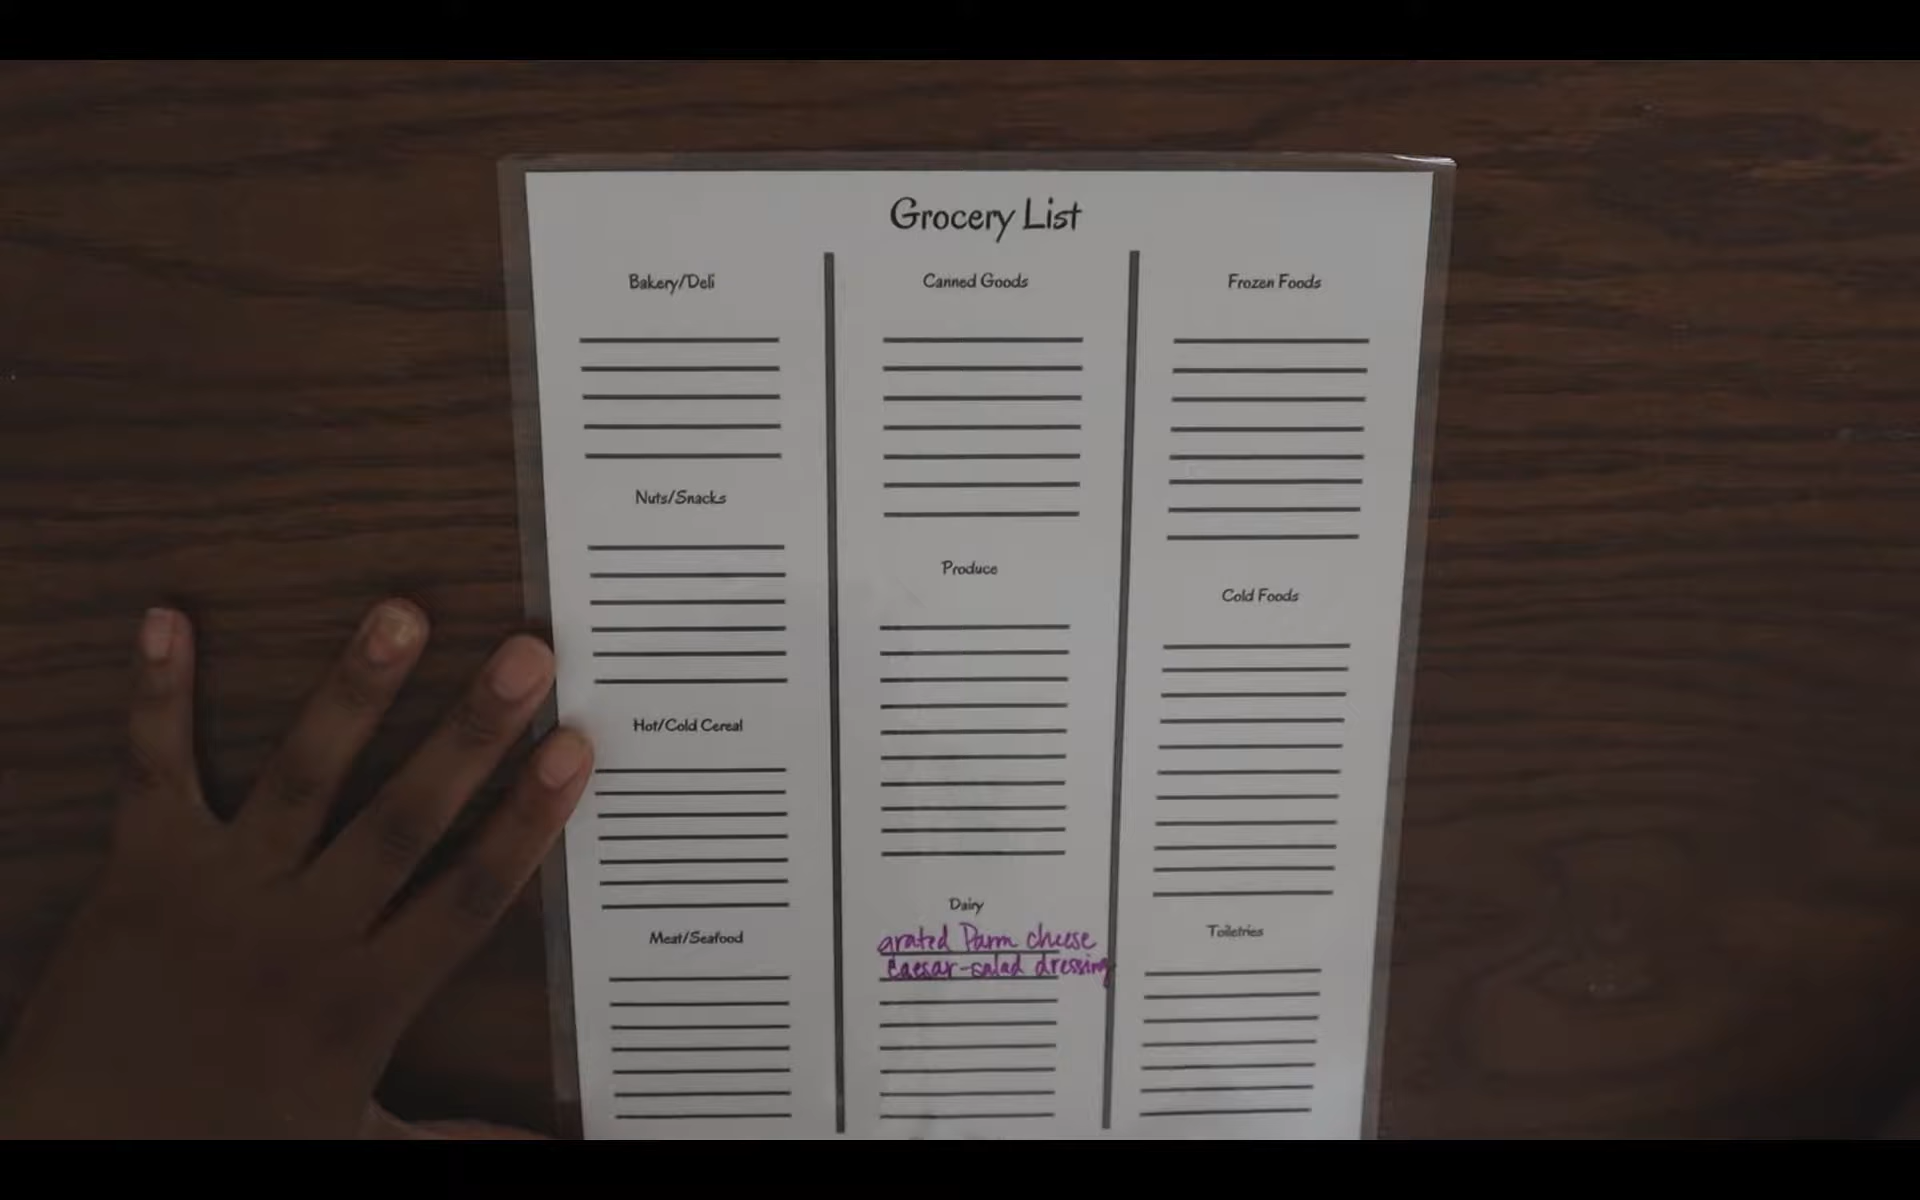 Grocery List
Bakery/Deli
Nuts/Snacks
Hot/Cold Cereal
Meat/Seafood
Canned Goods
Produce
Dairy
grated Parm cheese
caesar-salad dressing
Frozen Foods
Cold Foods
Toiletries